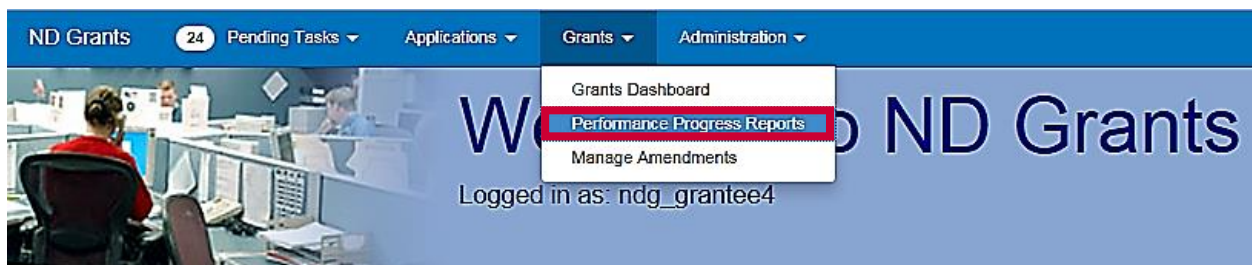 ND Grants 24 Pending Tasks Applications Grants Administration
Grants Dashboard
Performance Progress Reports
Manage Amendments
ND Grants
Logged in as: ndg_grantee4